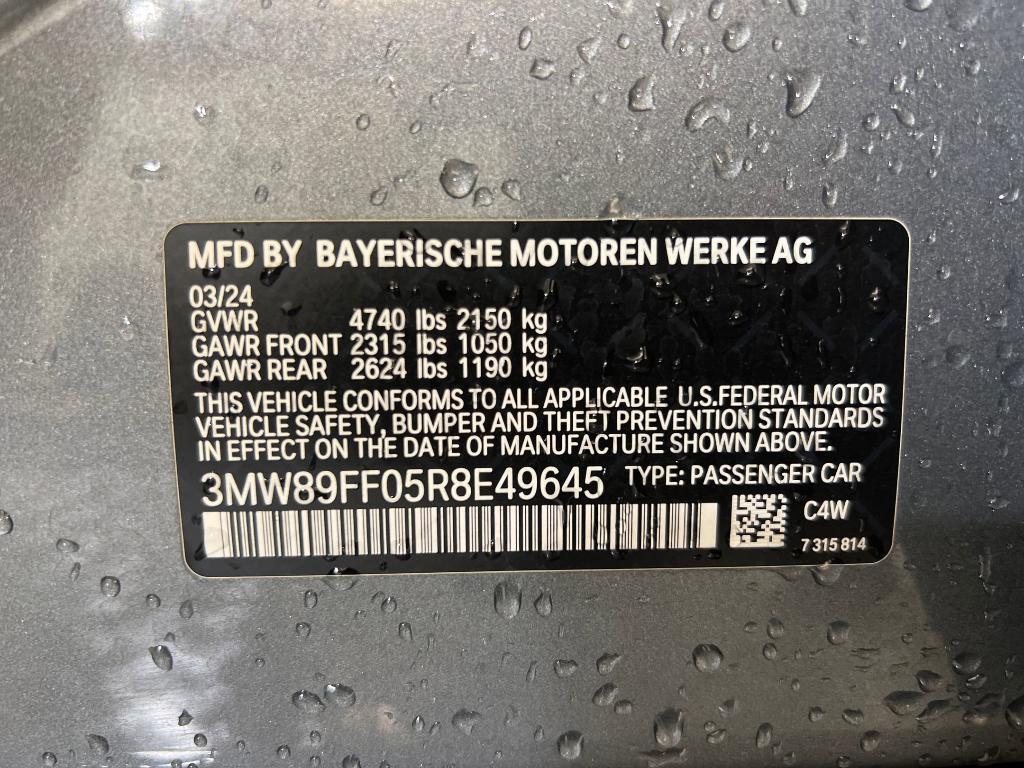 MFD BY BAYERISCHE MOTOREN WERKE AG
03/24
GVWR 4740 lbs 2150 kg
GAWR FRONT 2315 lbs 1050 kg
GAWR REAR 2624 lbs 1190 kg
THIS VEHICLE CONFORMS TO ALL APPLICABLE U.S.FEDERAL MOTOR
VEHICLE SAFETY, BUMPER AND THEFT PREVENTION STANDARDS
IN EFFECT ON THE DATE OF MANUFACTURE SHOWN ABOVE.
3MW89FF05R8E49645 TYPE: PASSENGER CAR
C4W
7 315 814